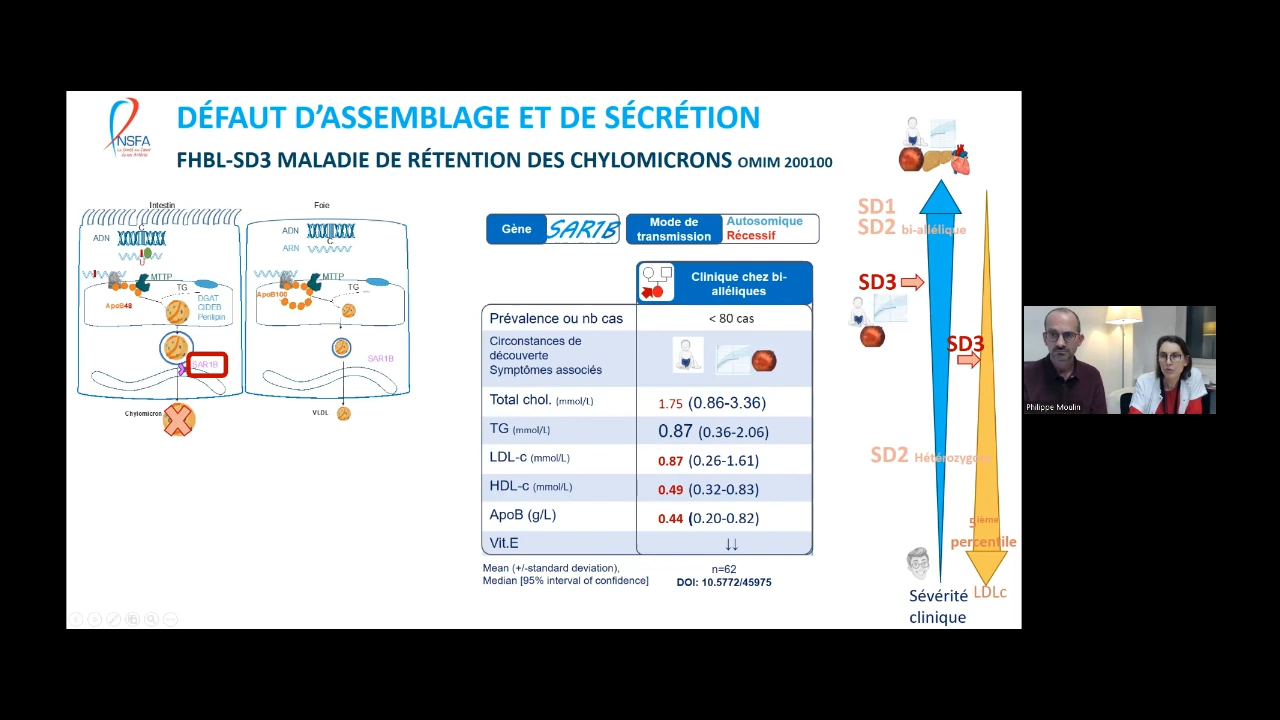 NSFA
DÉFAUT D'ASSEMBLAGE ET DE SÉCRÉTION
FHBL-SD3 MALADIE DE RÉTENTION DES CHYLOMICRONS OMIM 200100
Intestin
Foie
ADN
C
U
MTTP
TG
ApoB48
DGAT
CIDEB
Perilipin
SAR1B
Chylomicron
ADN
ARN
C
MTTP
ApoB100
TG
SAR1B
VLDL
Gène
SAR1B
Mode de
transmission
Autosomique
Récessif
Clinique chez bi-
alléliques
Prévalence ou nb cas
< 80 cas
Circonstances de
découverte
Symptômes associés
Total chol. (mmol/L)
1.75 (0.86-3.36)
TG (mmol/L)
0.87 (0.36-2.06)
LDL-c (mmol/L)
0.87 (0.26-1.61)
HDL-c (mmol/L)
0.49 (0.32-0.83)
ApoB (g/L)
0.44 (0.20-0.82)
Vit.E
↓↓
Mean (+/-standard deviation),
Median [95% interval of confidence]
n=62
DOI: 10.5772/45975
SD1
SD2 bi-allélique
SD3
SD3
SD2 Hétérozygote
5ième
percentile
Sévérité
clinique
LDLc
Philippe Moulin